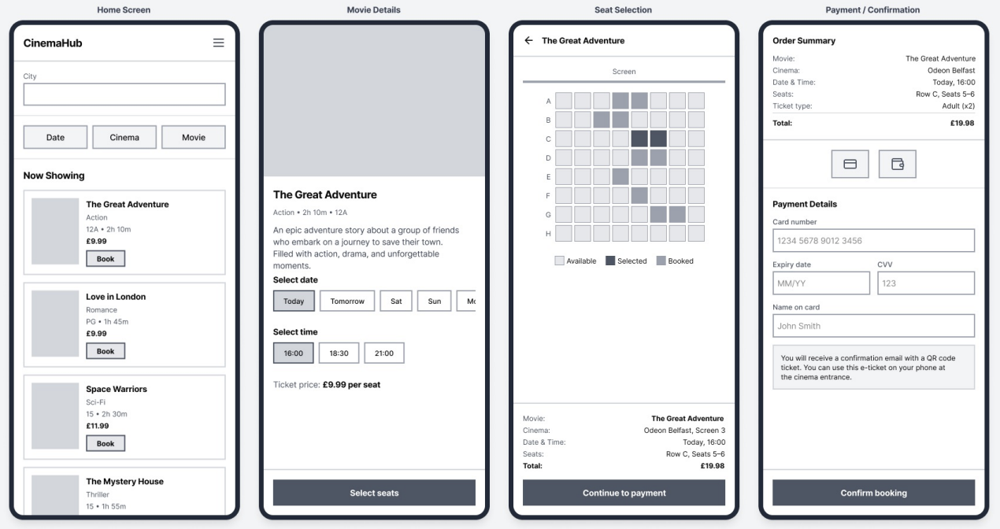 Home Screen
CinemaHub
City
Date
Cinema
Movie
Now Showing
The Great Adventure
Action
12A • 2h 10m
£9.99
Book
Love in London
Romance
PG • 1h 45m
£9.99
Book
Space Warriors
Sci-Fi
15 • 2h 30m
£11.99
Book
The Mystery House
Thriller
15 • 1h 55m
Movie Details
The Great Adventure
Action • 2h 10m • 12A
An epic adventure story about a group of friends
who embark on a journey to save their town.
Filled with action, drama, and unforgettable
moments.
Select date
Today
Tomorrow
Sat
Sun
Mo
Select time
16:00
18:30
21:00
Ticket price: £9.99 per seat
Select seats
Seat Selection
The Great Adventure
Screen
A
B
C
D
E
F
G
H
Available
Selected
Booked
Movie: The Great Adventure
Cinema: Odeon Belfast, Screen 3
Date & Time: Today, 16:00
Seats: Row C, Seats 5–6
Total: £19.98
Continue to payment
Payment / Confirmation
Order Summary
Movie: The Great Adventure
Cinema: Odeon Belfast
Date & Time: Today, 16:00
Seats: Row C, Seats 5–6
Ticket type: Adult (x2)
Total: £19.98
Payment Details
Card number
1234 5678 9012 3456
Expiry date
MM/YY
CVV
123
Name on card
John Smith
You will receive a confirmation email with a QR code
ticket. You can use this e-ticket on your phone at
the cinema entrance.
Confirm booking